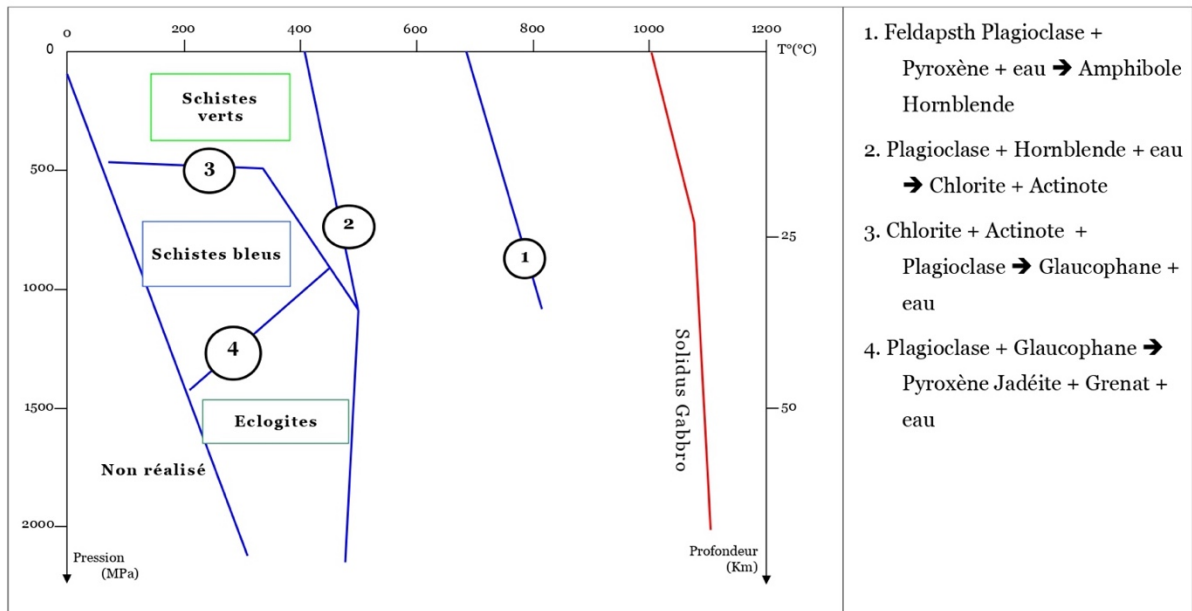 0
200
400
600
800
1000
1200
T°(°C)
0
500
1000
1500
2000
Pression
(MPa)
25
50
Profondeur
(Km)
Schistes
verts
3
2
Schistes bleus
1
4
Eclogites
Non réalisé
Solidus Gabbro
1. Feldapsth Plagioclase +
Pyroxène + eau ➔ Amphibole
Hornblende
2. Plagioclase + Hornblende + eau
➔ Chlorite + Actinote
3. Chlorite + Actinote +
Plagioclase ➔ Glaucophane +
eau
4. Plagioclase + Glaucophane ➔
Pyroxène Jadéite + Grenat +
eau